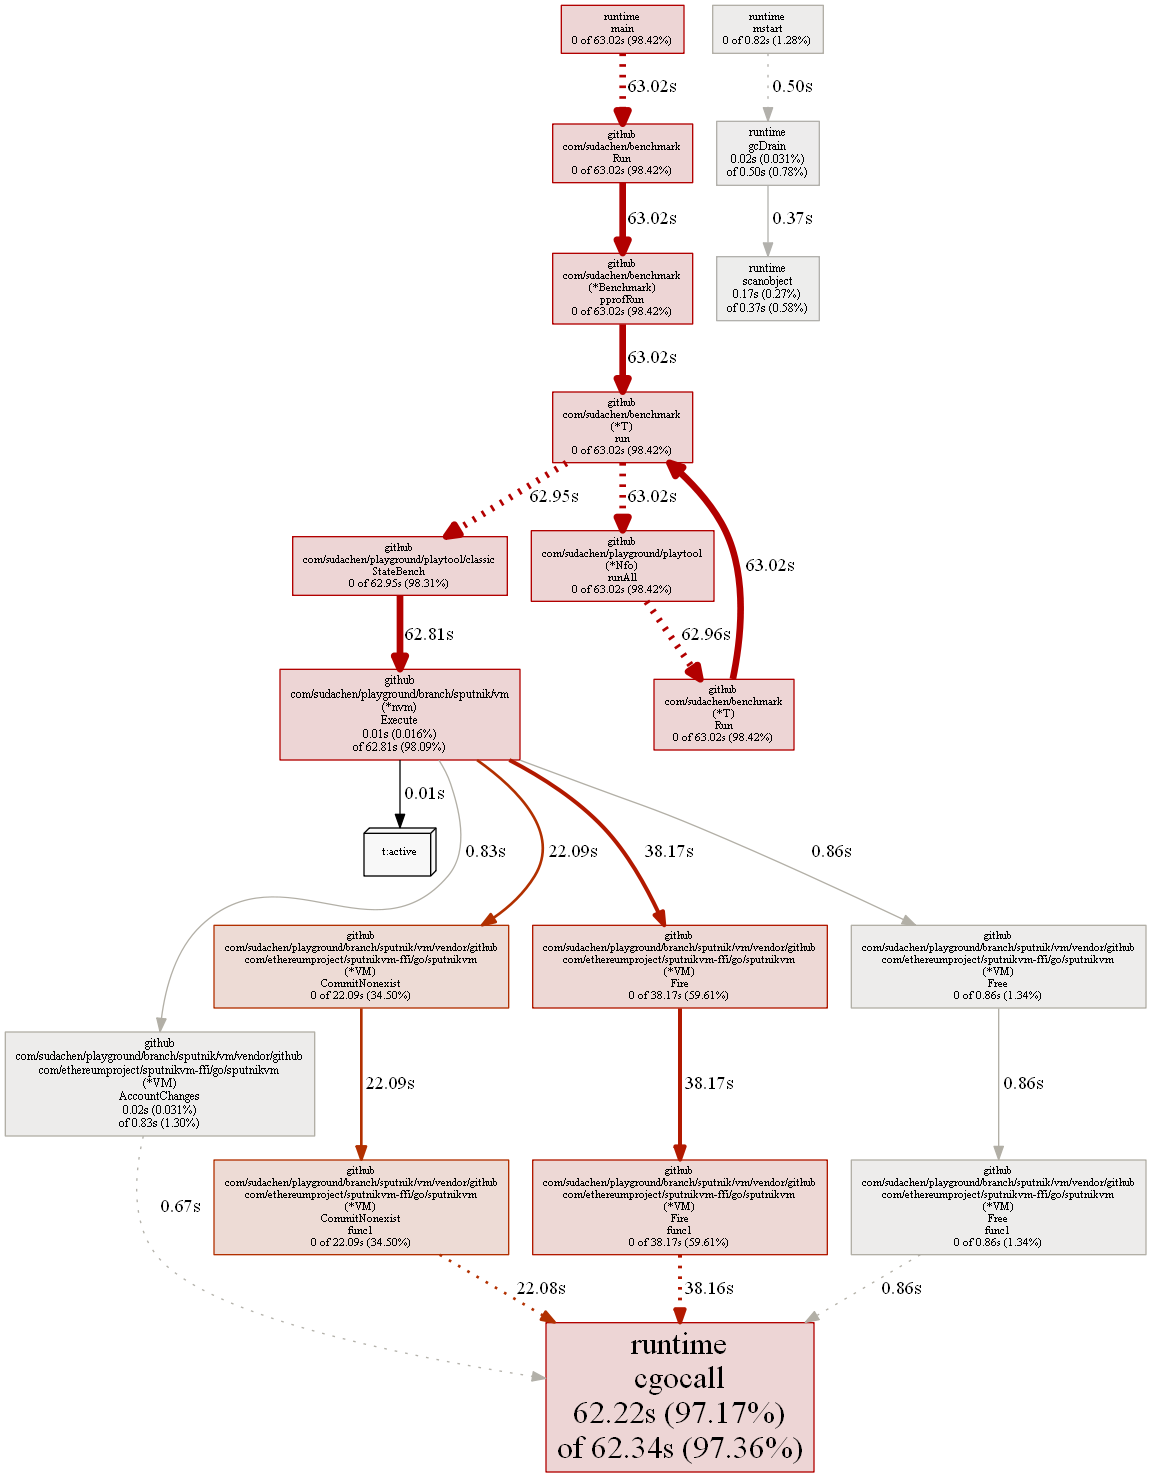 runtime
main
0 of 63.02s (98.42%)
runtime
mstart
0 of 0.82s (1.28%)
63.02s
0.50s
github
com/sudachen/benchmark
Run
0 of 63.02s (98.42%)
runtime
gcDrain
0.02s (0.031%)
of 0.50s (0.78%)
63.02s
0.37s
github
com/sudachen/benchmark
(*Benchmark)
pprofRun
0 of 63.02s (98.42%)
runtime
scanobject
0.17s (0.27%)
of 0.37s (0.58%)
63.02s
github
com/sudachen/benchmark
(*T)
run
0 of 63.02s (98.42%)
62.95s
63.02s
63.02s
github
com/sudachen/playground/playtool/classic
StateBench
0 of 62.95s (98.31%)
github
com/sudachen/playground/playtool
(*Nfo)
runAll
0 of 63.02s (98.42%)
62.81s
62.96s
github
com/sudachen/playground/branch/sputnik/vm
(*nvm)
Execute
0.01s (0.016%)
of 62.81s (98.09%)
github
com/sudachen/benchmark
(*T)
Run
0 of 63.02s (98.42%)
0.01s
t:active
0.83s
22.09s
38.17s
0.86s
github
com/sudachen/playground/branch/sputnik/vm/vendor/github
com/ethereumproject/sputnikvm-ffi/go/sputnikvm
(*VM)
CommitNonexist
0 of 22.09s (34.50%)
github
com/sudachen/playground/branch/sputnik/vm/vendor/github
com/ethereumproject/sputnikvm-ffi/go/sputnikvm
(*VM)
Fire
0 of 38.17s (59.61%)
github
com/sudachen/playground/branch/sputnik/vm/vendor/github
com/ethereumproject/sputnikvm-ffi/go/sputnikvm
(*VM)
Free
0 of 0.86s (1.34%)
github
com/sudachen/playground/branch/sputnik/vm/vendor/github
com/ethereumproject/sputnikvm-ffi/go/sputnikvm
(*VM)
AccountChanges
0.02s (0.031%)
of 0.83s (1.30%)
22.09s
38.17s
0.86s
github
com/sudachen/playground/branch/sputnik/vm/vendor/github
com/ethereumproject/sputnikvm-ffi/go/sputnikvm
(*VM)
CommitNonexist
func1
0 of 22.09s (34.50%)
github
com/sudachen/playground/branch/sputnik/vm/vendor/github
com/ethereumproject/sputnikvm-ffi/go/sputnikvm
(*VM)
Fire
func1
0 of 38.17s (59.61%)
github
com/sudachen/playground/branch/sputnik/vm/vendor/github
com/ethereumproject/sputnikvm-ffi/go/sputnikvm
(*VM)
Free
func1
0 of 0.86s (1.34%)
0.67s
22.08s
38.16s
0.86s
runtime
cgocall
62.22s (97.17%)
of 62.34s (97.36%)